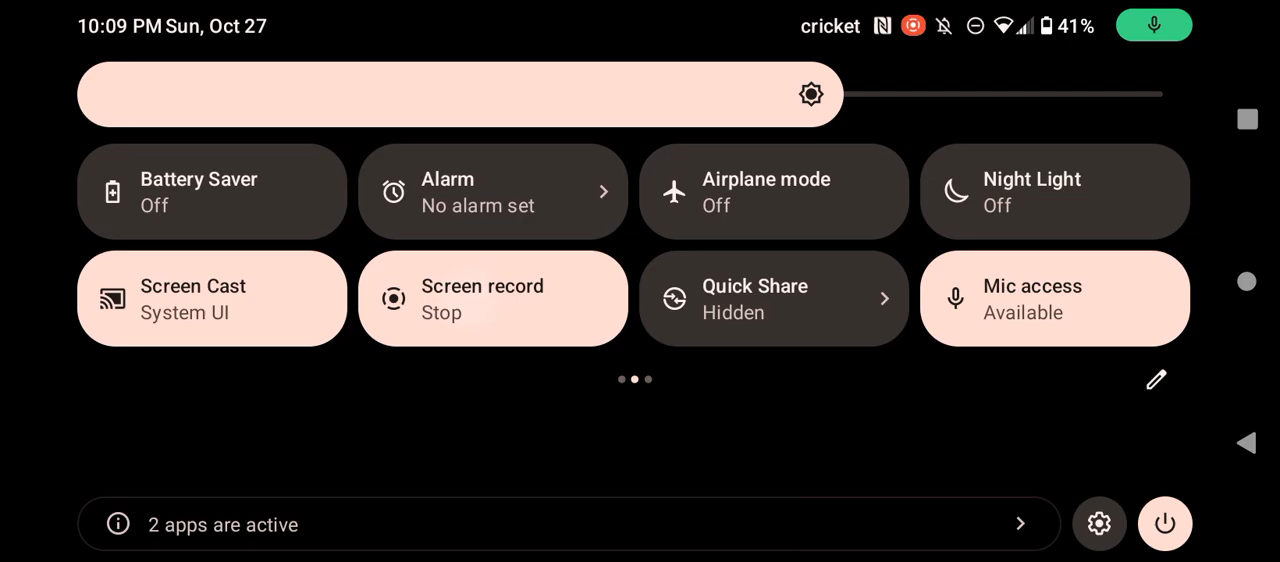 10:09 PM Sun, Oct 27
cricket 41%
Battery Saver
Off
Alarm
No alarm set
Airplane mode
Off
Night Light
Off
Screen Cast
System UI
Screen record
Stop
Quick Share
Hidden
Mic access
Available
2 apps are active